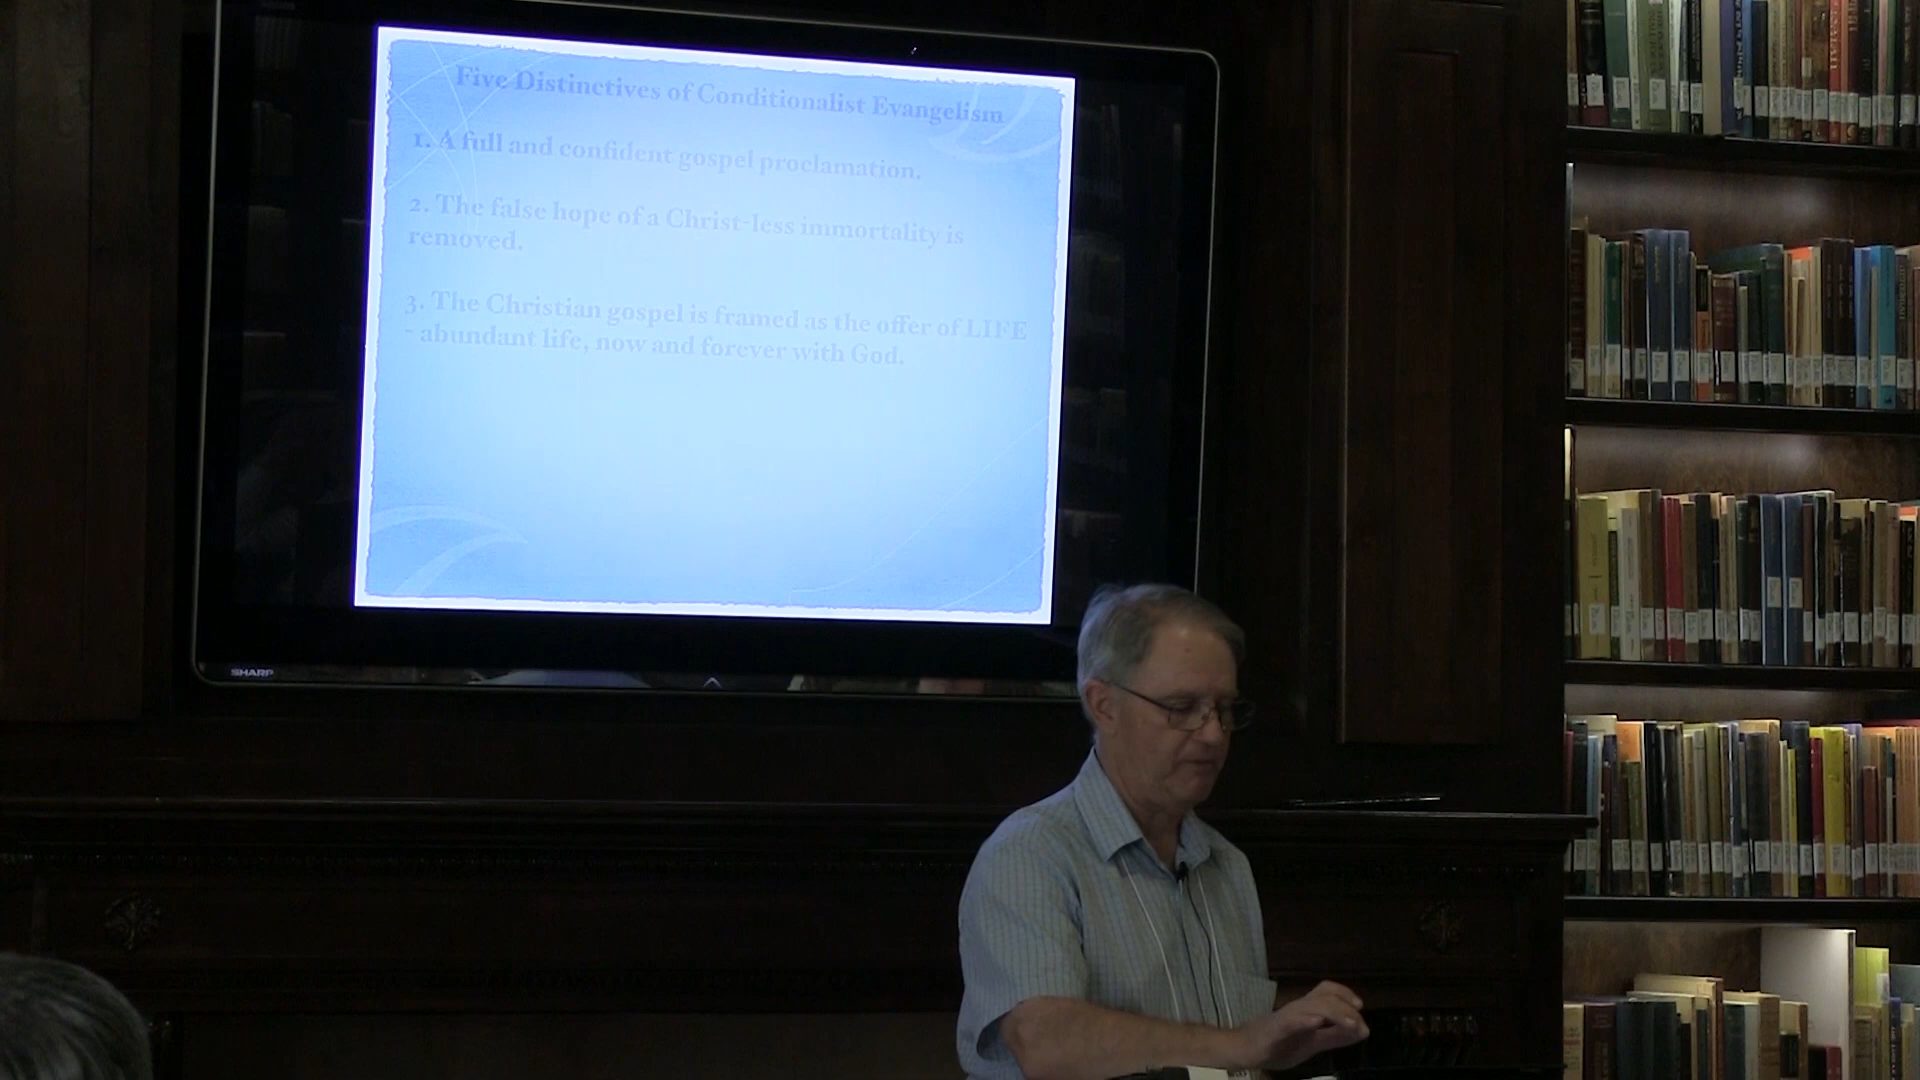 Five Distinctives of Conditionalist Evangelism
1. A full and confident gospel proclamation.
2. The false hope of a Christ-less immortality is
removed.
3. The Christian gospel is framed as the offer of LIFE
- abundant life, now and forever with God.
SHARP